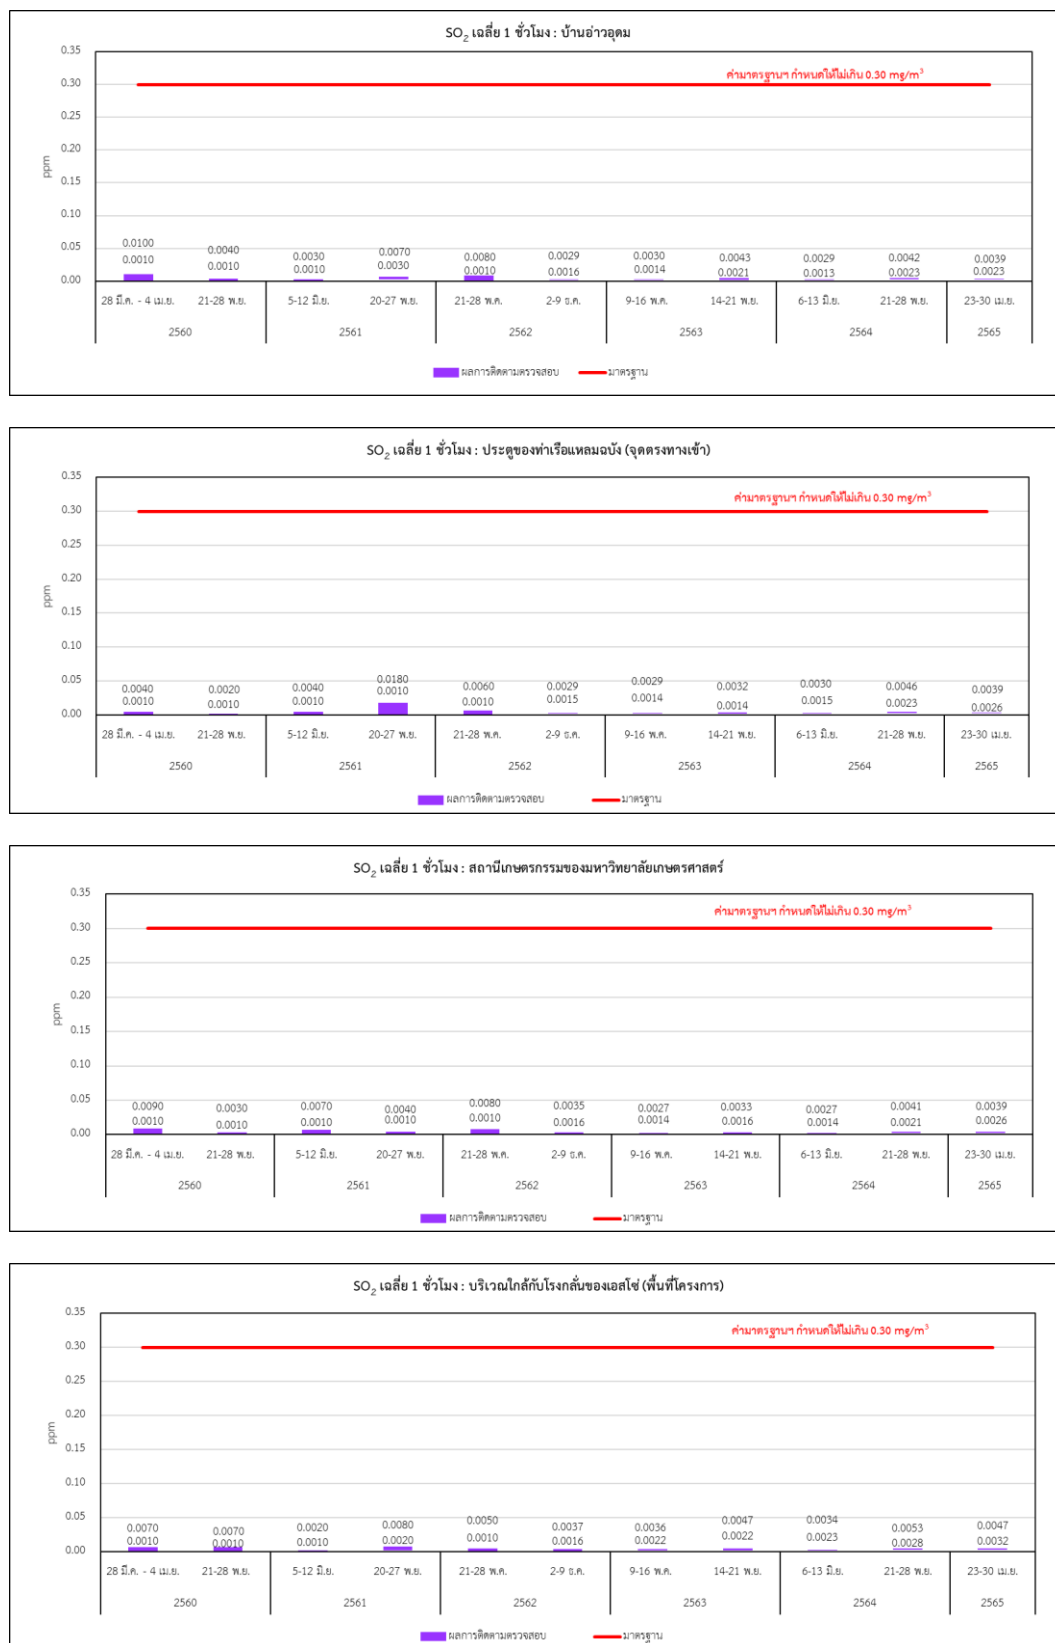 SO2 เฉลี่ย 1 ชั่วโมง : บ้านอ่าวอุดม
0.35
ค่ามาตรฐานฯ กำหนดให้ไม่เกิน 0.30 mg/m3
0.30
0.25
0.20
ppm
0.15
0.10
0.05
0.0100 0.0040 0.0030 0.0070 0.0080 0.0029 0.0030 0.0043 0.0029 0.0042 0.0039
0.0010 0.0010 0.0010 0.0030 0.0010 0.0016 0.0014 0.0021 0.0013 0.0023 0.0023
0.00
28 มี.ค. - 4 เม.ย. 21-28 พ.ย. 5-12 มิ.ย. 20-27 พ.ย. 21-28 พ.ค. 2-9 ธ.ค. 9-16 พ.ค. 14-21 พ.ย. 6-13 มิ.ย. 21-28 พ.ย. 23-30 เม.ย.
2560 2561 2562 2563 2564 2565
ผลการติดตามตรวจสอบ มาตรฐาน
SO2 เฉลี่ย 1 ชั่วโมง : ประตูของท่าเรือแหลมฉบัง (จุดตรงทางเข้า)
0.35
ค่ามาตรฐานฯ กำหนดให้ไม่เกิน 0.30 mg/m3
0.30
0.25
0.20
ppm
0.15
0.10
0.05
0.0040 0.0020 0.0040 0.0180 0.0060 0.0029 0.0029 0.0032 0.0030 0.0046 0.0039
0.0010 0.0010 0.0010 0.0010 0.0010 0.0015 0.0014 0.0014 0.0015 0.0023 0.0026
0.00
28 มี.ค. - 4 เม.ย. 21-28 พ.ย. 5-12 มิ.ย. 20-27 พ.ย. 21-28 พ.ค. 2-9 ธ.ค. 9-16 พ.ค. 14-21 พ.ย. 6-13 มิ.ย. 21-28 พ.ย. 23-30 เม.ย.
2560 2561 2562 2563 2564 2565
ผลการติดตามตรวจสอบ มาตรฐาน
SO2 เฉลี่ย 1 ชั่วโมง : สถานีเกษตรกรรมของมหาวิทยาลัยเกษตรศาสตร์
0.35
ค่ามาตรฐานฯ กำหนดให้ไม่เกิน 0.30 mg/m3
0.30
0.25
0.20
ppm
0.15
0.10
0.05
0.0090 0.0030 0.0070 0.0040 0.0080 0.0035 0.0027 0.0033 0.0027 0.0041 0.0039
0.0010 0.0010 0.0010 0.0010 0.0010 0.0016 0.0014 0.0016 0.0014 0.0021 0.0026
0.00
28 มี.ค. - 4 เม.ย. 21-28 พ.ย. 5-12 มิ.ย. 20-27 พ.ย. 21-28 พ.ค. 2-9 ธ.ค. 9-16 พ.ค. 14-21 พ.ย. 6-13 มิ.ย. 21-28 พ.ย. 23-30 เม.ย.
2560 2561 2562 2563 2564 2565
ผลการติดตามตรวจสอบ มาตรฐาน
SO2 เฉลี่ย 1 ชั่วโมง : บริเวณใกล้กับโรงกลั่นของเอสโซ่ (พื้นที่โครงการ)
0.35
ค่ามาตรฐานฯ กำหนดให้ไม่เกิน 0.30 mg/m3
0.30
0.25
0.20
ppm
0.15
0.10
0.05
0.0070 0.0070 0.0020 0.0080 0.0050 0.0037 0.0036 0.0047 0.0034 0.0053 0.0047
0.0010 0.0010 0.0010 0.0020 0.0010 0.0016 0.0022 0.0022 0.0023 0.0028 0.0032
0.00
28 มี.ค. - 4 เม.ย. 21-28 พ.ย. 5-12 มิ.ย. 20-27 พ.ย. 21-28 พ.ค. 2-9 ธ.ค. 9-16 พ.ค. 14-21 พ.ย. 6-13 มิ.ย. 21-28 พ.ย. 23-30 เม.ย.
2560 2561 2562 2563 2564 2565
ผลการติดตามตรวจสอบ มาตรฐาน